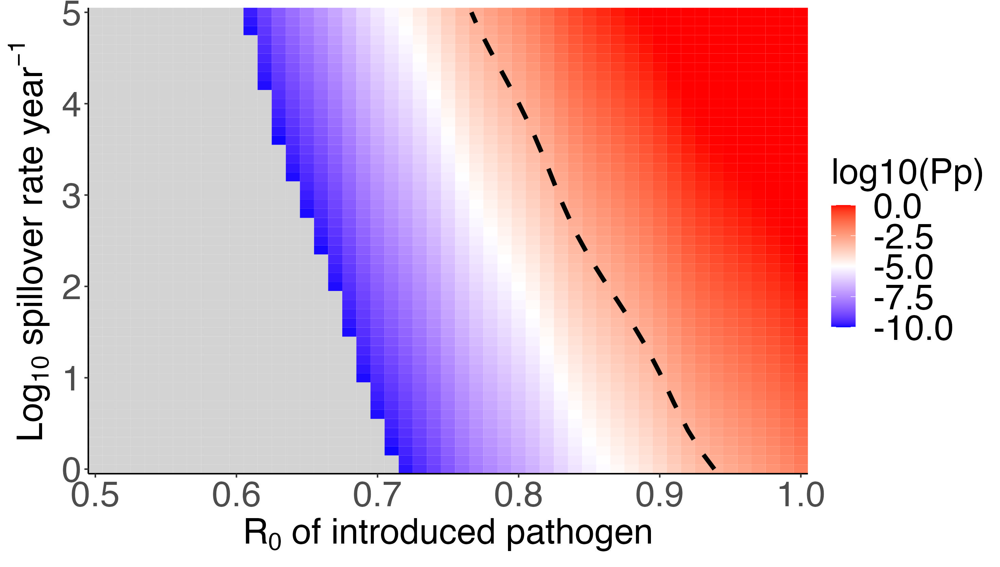 Log₁₀ spillover rate year⁻¹
5
4
3
2
1
0
0.5 0.6 0.7 0.8 0.9 1.0
R₀ of introduced pathogen
log10(Pp)
0.0
-2.5
-5.0
-7.5
-10.0